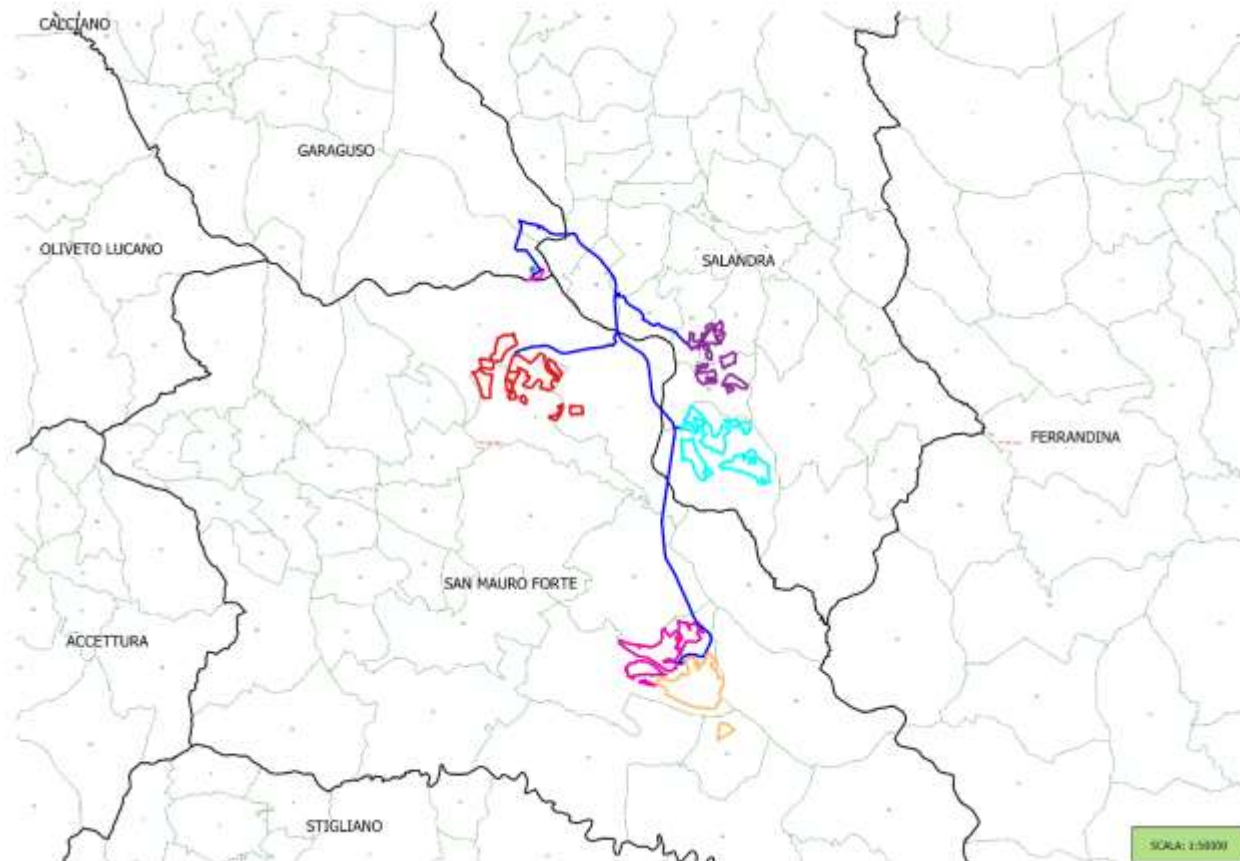 CALCIANO
GARAGUSO
OLIVETO LUCANO
SALANDRA
FERRANDINA
SAN MAURO FORTE
ACCETTURA
STIGLIANO
SCALA: 1:50000